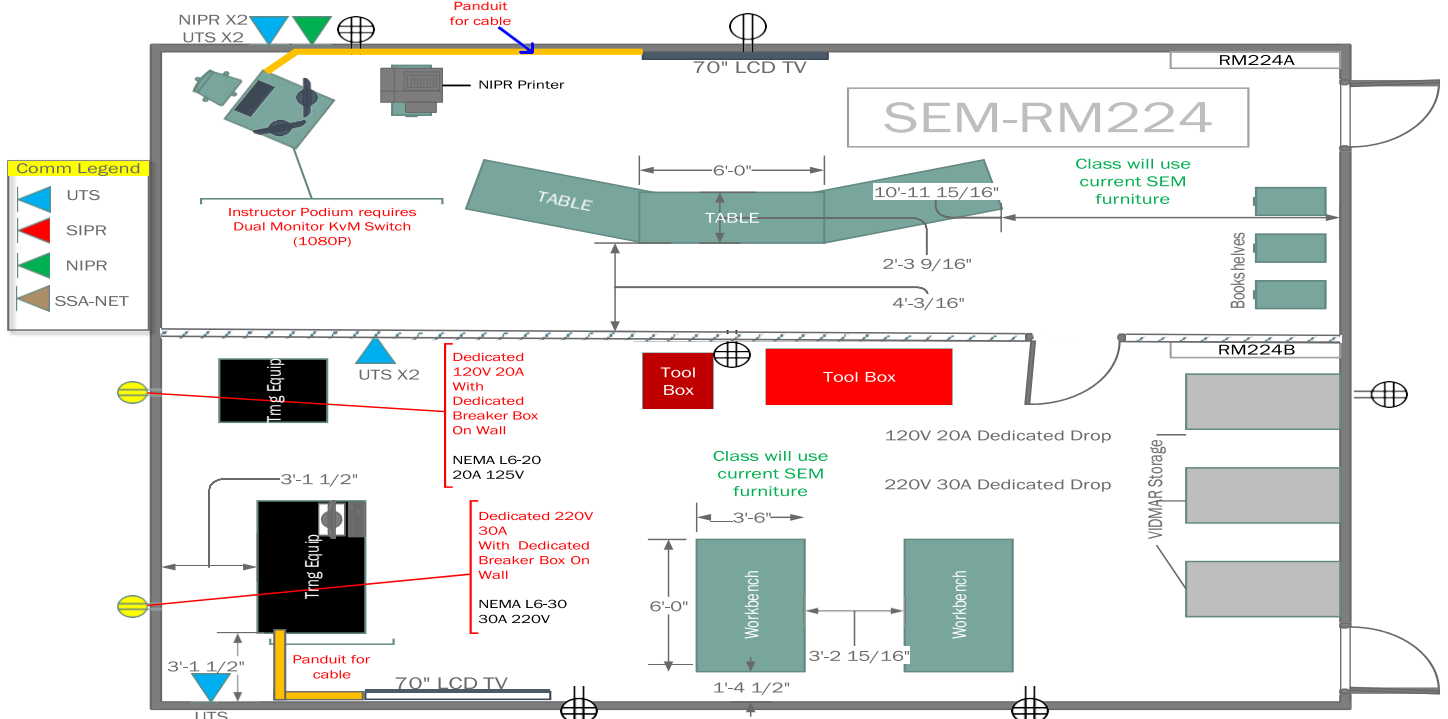 Panduit
for cable
NIPR X2
UTS X2
70" LCD TV
RM224A
NIPR Printer
SEM-RM224
Comm Legend
UTS
SIPR
NIPR
SSA-NET
6'-0"
Class will use
current SEM
furniture
TABLE
TABLE
10'-11 15/16"
Instructor Podium requires
Dual Monitor KvM Switch
(1080P)
2'-3 9/16"
4'-3/16"
Bookshelves
RM224B
UTS X2
Trng Equip
Dedicated
120V 20A
With
Dedicated
Breaker Box
On Wall
NEMA L6-20
20A 125V
Tool
Box
Tool Box
120V 20A Dedicated Drop
220V 30A Dedicated Drop
VIDMAR Storage
Class will use
current SEM
furniture
3'-1 1/2"
Trng Equip
Dedicated 220V
30A
With Dedicated
Breaker Box On
Wall
NEMA L6-30
30A 220V
3'-6"
6'-0"
Workbench
Workbench
3'-2 15/16"
1'-4 1/2"
3'-1 1/2"
Panduit for
cable
70" LCD TV
UTS